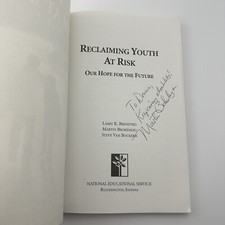 RECLAIMING YOUTH
AT RISK
OUR HOPE FOR THE FUTURE
To
LARRY K. BRENDTRO
MARTIN BROKENLEG
STEVE VAN BOCKERN
NATIONAL EDUCATIONAL SERVICE
BLOOMINGTON, INDIANA